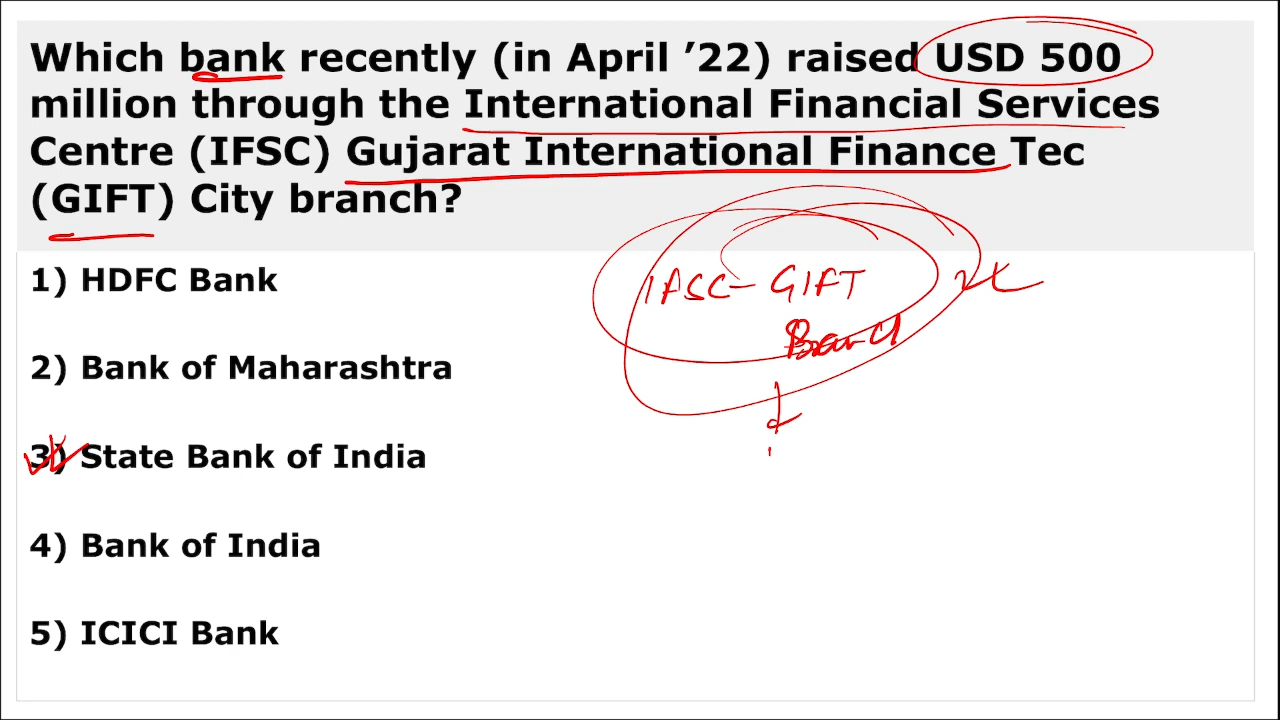 Which bank recently (in April ’22) raised USD 500
million through the International Financial Services
Centre (IFSC) Gujarat International Finance Tec
(GIFT) City branch?
1) HDFC Bank
IFSC - GIFT
Branch
2) Bank of Maharashtra
3) State Bank of India
4) Bank of India
5) ICICI Bank